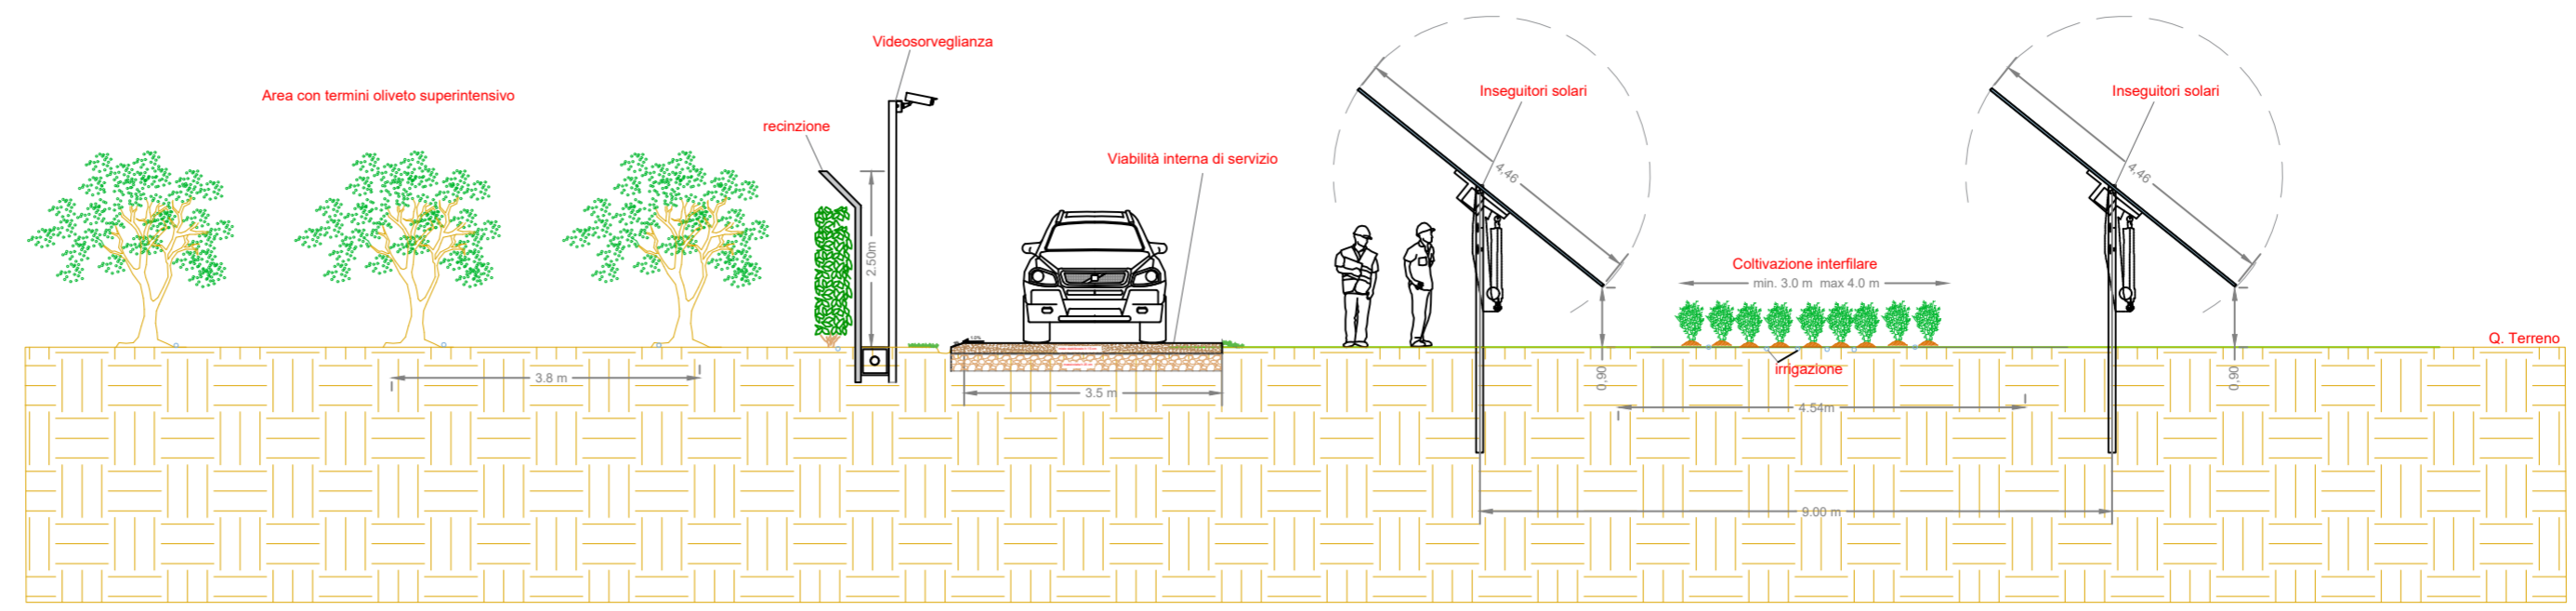 Videosorveglianza
Area con termini oliveto superintensivo
recinzione
Viabilità interna di servizio
Inseguitori solari
Inseguitori solari
4,46
4,46
2.50m
Coltivazione interfilare
min. 3.0 m max 4.0 m
Q. Terreno
irrigazione
3.8 m
3.5 m
0,90
0,90
4.54m
9.00 m